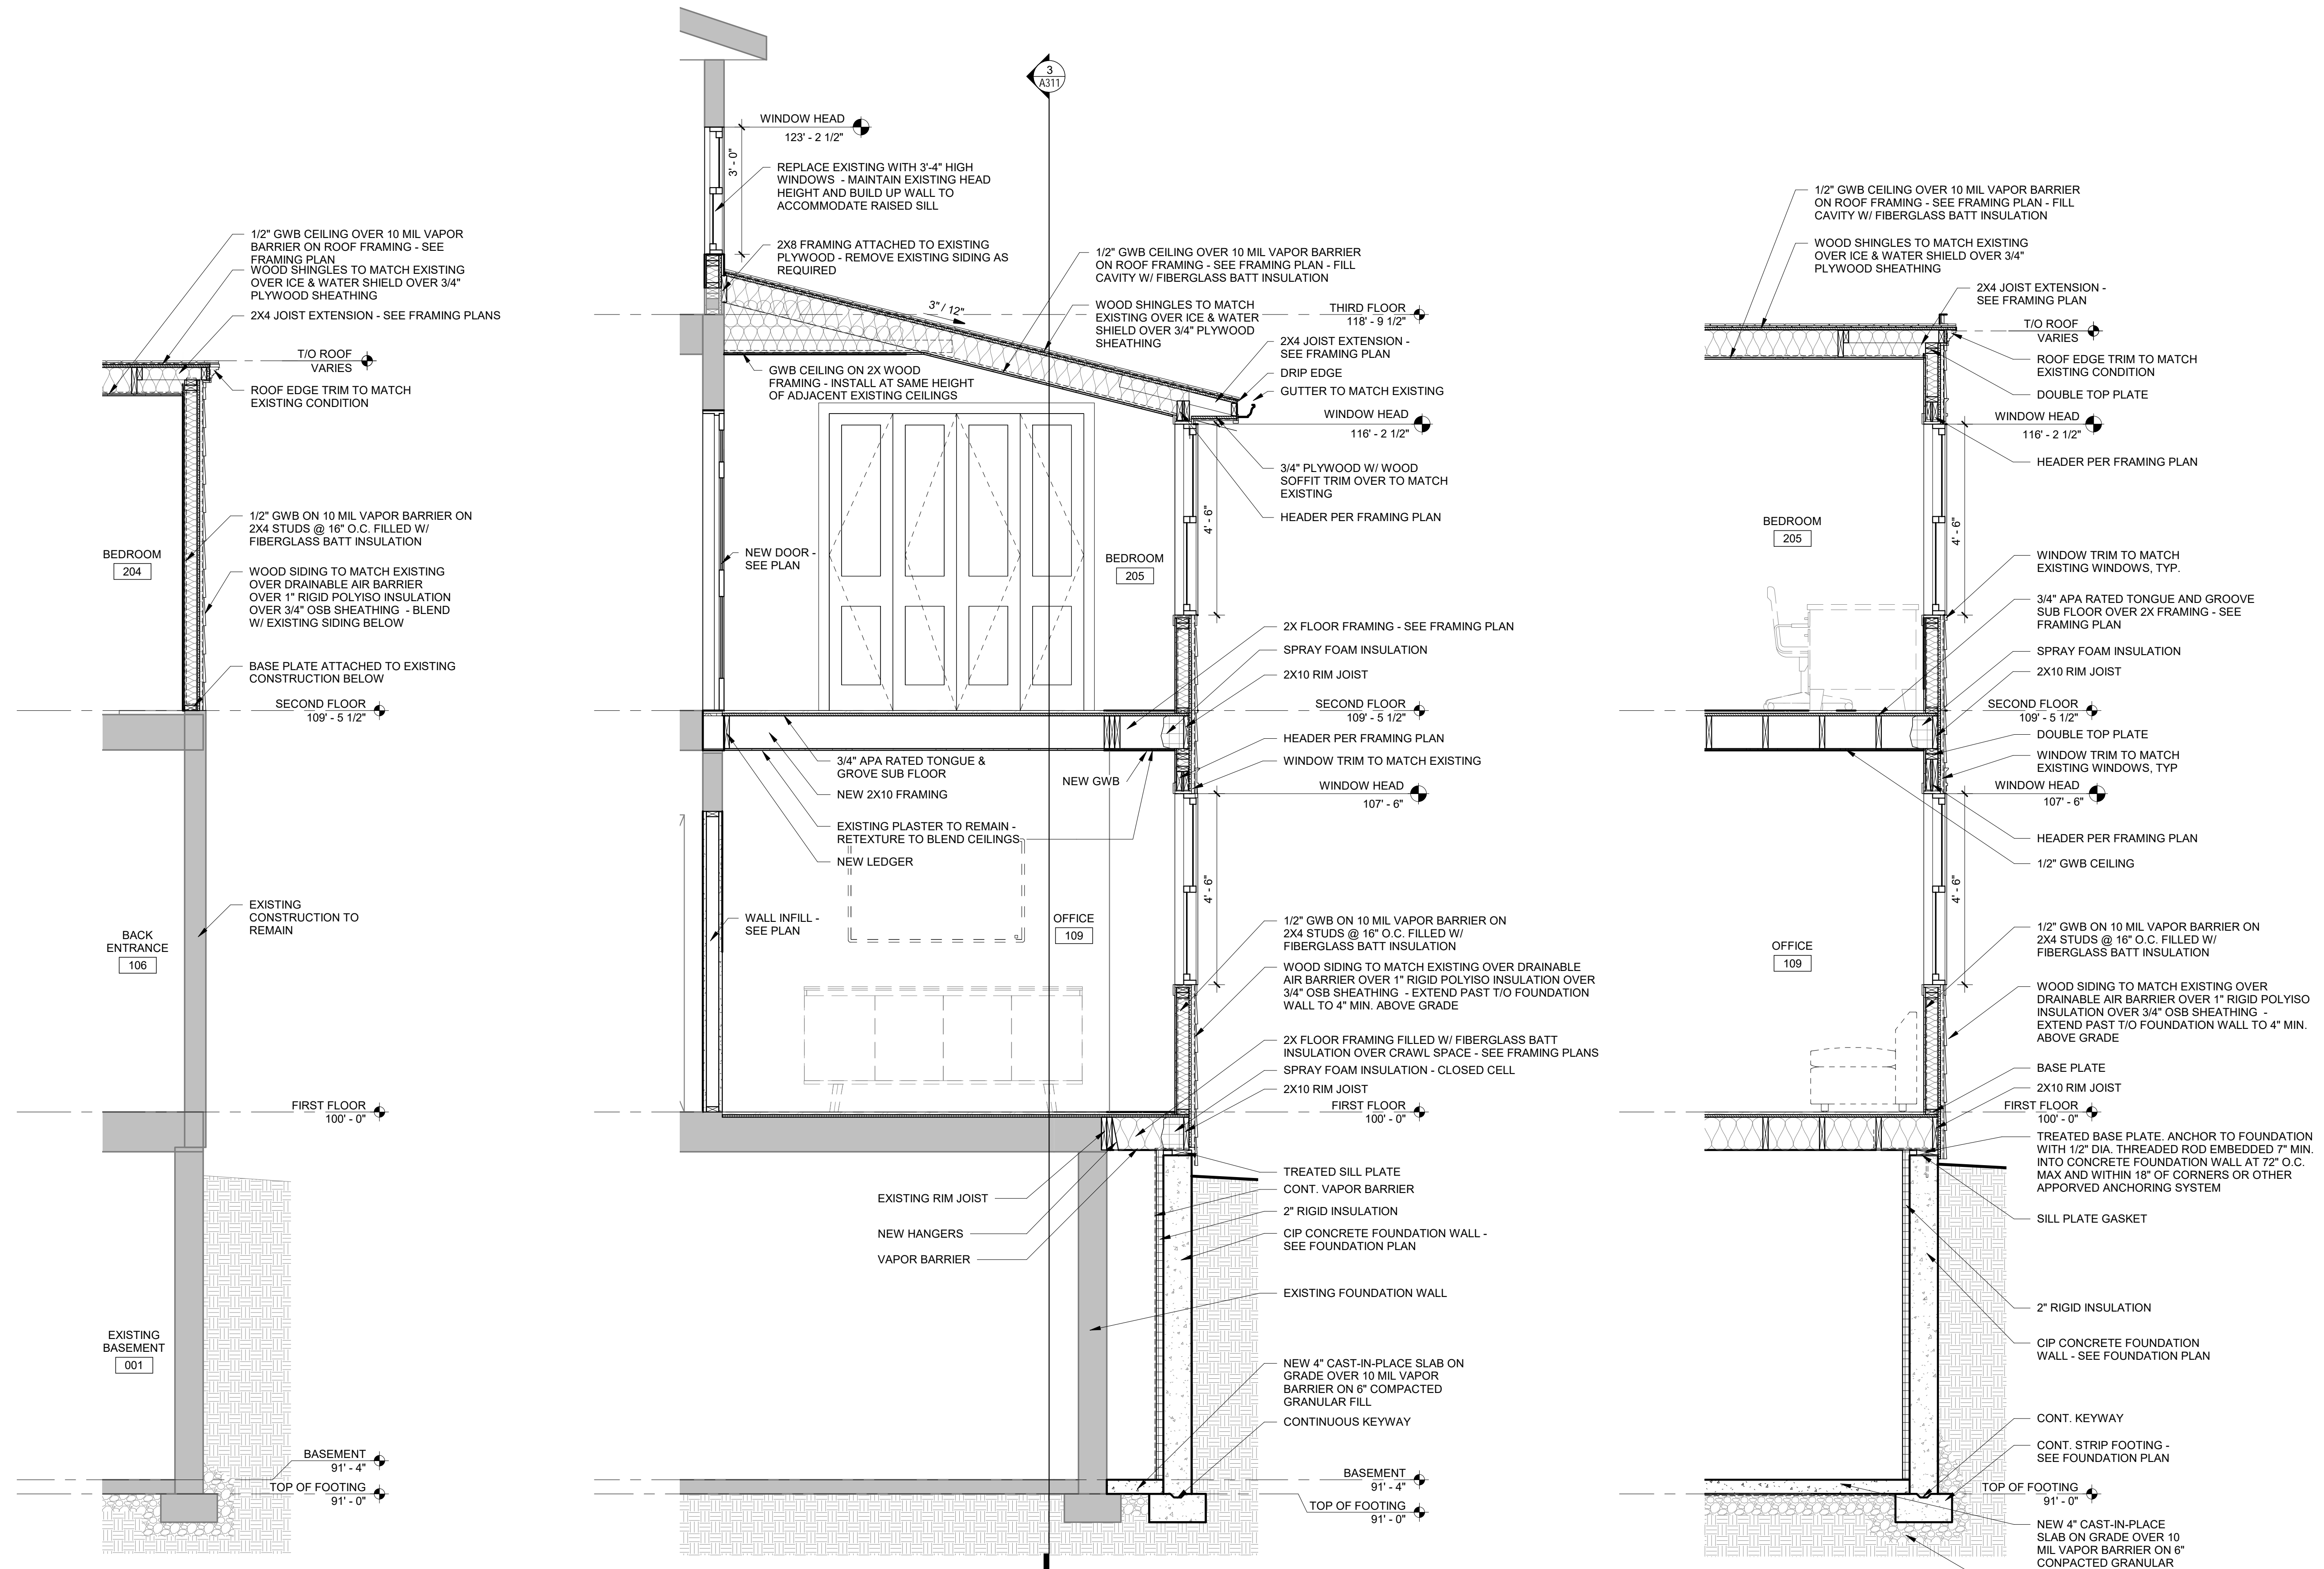 1/2" GWB CEILING OVER 10 MIL VAPOR
BARRIER ON ROOF FRAMING - SEE
FRAMING PLAN
WOOD SHINGLES TO MATCH EXISTING
OVER ICE & WATER SHIELD OVER 3/4"
PLYWOOD SHEATHING
2X4 JOIST EXTENSION - SEE FRAMING PLANS
T/O ROOF
VARIES
ROOF EDGE TRIM TO MATCH
EXISTING CONDITION
1/2" GWB ON 10 MIL VAPOR BARRIER ON
2X4 STUDS @ 16" O.C. FILLED W/
FIBERGLASS BATT INSULATION
BEDROOM
204
WOOD SIDING TO MATCH EXISTING
OVER DRAINABLE AIR BARRIER
OVER 1" RIGID POLYISO INSULATION
OVER 3/4" OSB SHEATHING - BLEND
W/ EXISTING SIDING BELOW
BASE PLATE ATTACHED TO EXISTING
CONSTRUCTION BELOW
SECOND FLOOR
109' - 5 1/2"
EXISTING
CONSTRUCTION TO
REMAIN
BACK
ENTRANCE
106
FIRST FLOOR
100' - 0"
EXISTING
BASEMENT
001
BASEMENT
91' - 4"
TOP OF FOOTING
91' - 0"
3
A311
WINDOW HEAD
123' - 2 1/2"
3' - 0"
REPLACE EXISTING WITH 3'-4" HIGH
WINDOWS - MAINTAIN EXISTING HEAD
HEIGHT AND BUILD UP WALL TO
ACCOMMODATE RAISED SILL
2X8 FRAMING ATTACHED TO EXISTING
PLYWOOD - REMOVE EXISTING SIDING AS
REQUIRED
1/2" GWB CEILING OVER 10 MIL VAPOR BARRIER
ON ROOF FRAMING - SEE FRAMING PLAN - FILL
CAVITY W/ FIBERGLASS BATT INSULATION
3" / 12"
WOOD SHINGLES TO MATCH
EXISTING OVER ICE & WATER
SHIELD OVER 3/4" PLYWOOD
SHEATHING
THIRD FLOOR
118' - 9 1/2"
2X4 JOIST EXTENSION -
SEE FRAMING PLAN
DRIP EDGE
GUTTER TO MATCH EXISTING
GWB CEILING ON 2X WOOD
FRAMING - INSTALL AT SAME HEIGHT
OF ADJACENT EXISTING CEILINGS
WINDOW HEAD
116' - 2 1/2"
3/4" PLYWOOD W/ WOOD
SOFFIT TRIM OVER TO MATCH
EXISTING
HEADER PER FRAMING PLAN
4' - 6"
NEW DOOR -
SEE PLAN
BEDROOM
205
2X FLOOR FRAMING - SEE FRAMING PLAN
SPRAY FOAM INSULATION
2X10 RIM JOIST
SECOND FLOOR
109' - 5 1/2"
HEADER PER FRAMING PLAN
WINDOW TRIM TO MATCH EXISTING
3/4" APA RATED TONGUE &
GROVE SUB FLOOR
NEW GWB
NEW 2X10 FRAMING
WINDOW HEAD
107' - 6"
EXISTING PLASTER TO REMAIN -
RETEXTURE TO BLEND CEILINGS
NEW LEDGER
4' - 6"
WALL INFILL -
SEE PLAN
OFFICE
109
1/2" GWB ON 10 MIL VAPOR BARRIER ON
2X4 STUDS @ 16" O.C. FILLED W/
FIBERGLASS BATT INSULATION
WOOD SIDING TO MATCH EXISTING OVER DRAINABLE
AIR BARRIER OVER 1" RIGID POLYISO INSULATION OVER
3/4" OSB SHEATHING - EXTEND PAST T/O FOUNDATION
WALL TO 4" MIN. ABOVE GRADE
2X FLOOR FRAMING FILLED W/ FIBERGLASS BATT
INSULATION OVER CRAWL SPACE - SEE FRAMING PLANS
SPRAY FOAM INSULATION - CLOSED CELL
2X10 RIM JOIST
FIRST FLOOR
100' - 0"
TREATED SILL PLATE
CONT. VAPOR BARRIER
2" RIGID INSULATION
CIP CONCRETE FOUNDATION WALL -
SEE FOUNDATION PLAN
EXISTING RIM JOIST
NEW HANGERS
VAPOR BARRIER
EXISTING FOUNDATION WALL
NEW 4" CAST-IN-PLACE SLAB ON
GRADE OVER 10 MIL VAPOR
BARRIER ON 6" COMPACTED
GRANULAR FILL
CONTINUOUS KEYWAY
BASEMENT
91' - 4"
TOP OF FOOTING
91' - 0"
1/2" GWB CEILING OVER 10 MIL VAPOR BARRIER
ON ROOF FRAMING - SEE FRAMING PLAN - FILL
CAVITY W/ FIBERGLASS BATT INSULATION
WOOD SHINGLES TO MATCH EXISTING
OVER ICE & WATER SHIELD OVER 3/4"
PLYWOOD SHEATHING
2X4 JOIST EXTENSION -
SEE FRAMING PLAN
T/O ROOF
VARIES
ROOF EDGE TRIM TO MATCH
EXISTING CONDITION
DOUBLE TOP PLATE
WINDOW HEAD
116' - 2 1/2"
HEADER PER FRAMING PLAN
BEDROOM
205
4' - 6"
WINDOW TRIM TO MATCH
EXISTING WINDOWS, TYP.
3/4" APA RATED TONGUE AND GROOVE
SUB FLOOR OVER 2X FRAMING - SEE
FRAMING PLAN
SPRAY FOAM INSULATION
2X10 RIM JOIST
SECOND FLOOR
109' - 5 1/2"
DOUBLE TOP PLATE
WINDOW TRIM TO MATCH
EXISTING WINDOWS, TYP
WINDOW HEAD
107' - 6"
HEADER PER FRAMING PLAN
1/2" GWB CEILING
4' - 6"
OFFICE
109
1/2" GWB ON 10 MIL VAPOR BARRIER ON
2X4 STUDS @ 16" O.C. FILLED W/
FIBERGLASS BATT INSULATION
WOOD SIDING TO MATCH EXISTING OVER
DRAINABLE AIR BARRIER OVER 1" RIGID POLYISO
INSULATION OVER 3/4" OSB SHEATHING -
EXTEND PAST T/O FOUNDATION WALL TO 4" MIN.
ABOVE GRADE
BASE PLATE
2X10 RIM JOIST
FIRST FLOOR
100' - 0"
TREATED BASE PLATE. ANCHOR TO FOUNDATION
WITH 1/2" DIA. THREADED ROD EMBEDDED 7" MIN.
INTO CONCRETE FOUNDATION WALL AT 72" O.C.
MAX AND WITHIN 18" OF CORNERS OR OTHER
APPORVED ANCHORING SYSTEM
SILL PLATE GASKET
2" RIGID INSULATION
CIP CONCRETE FOUNDATION
WALL - SEE FOUNDATION PLAN
CONT. KEYWAY
CONT. STRIP FOOTING -
SEE FOUNDATION PLAN
TOP OF FOOTING
91' - 0"
NEW 4" CAST-IN-PLACE
SLAB ON GRADE OVER 10
MIL VAPOR BARRIER ON 6"
CONPACTED GRANULAR